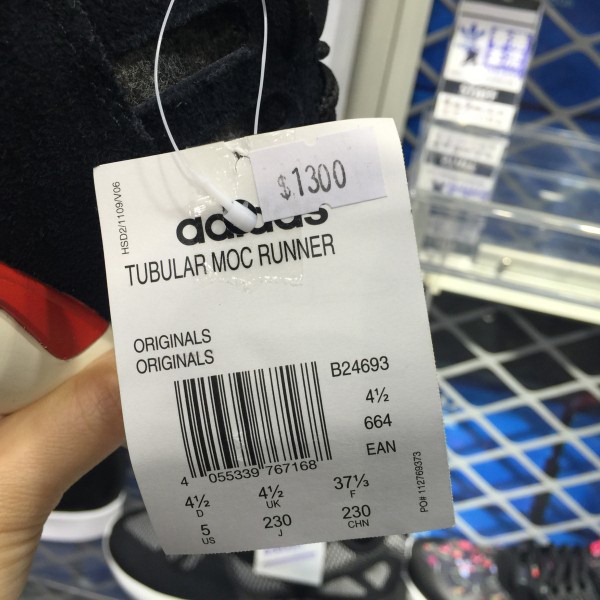 $1300
HSD2/1109/V06
adidas
TUBULAR MOC RUNNER
ORIGINALS
ORIGINALS
B24693
4½
664
EAN
4 055339 767168
4½ D
4½ UK
37⅓ F
5 US
230 J
230 CHN
PO# 112769373